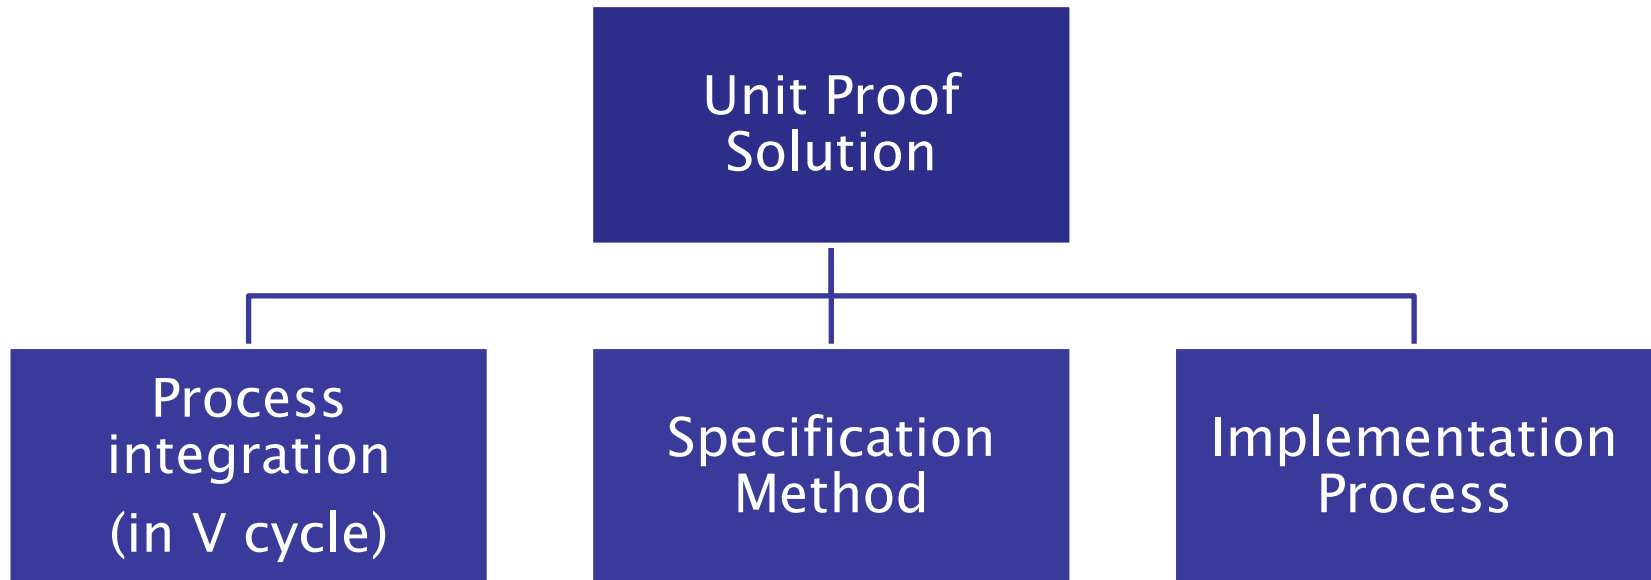 Unit Proof
Solution
Process
integration
(in V cycle)
Specification
Method
Implementation
Process